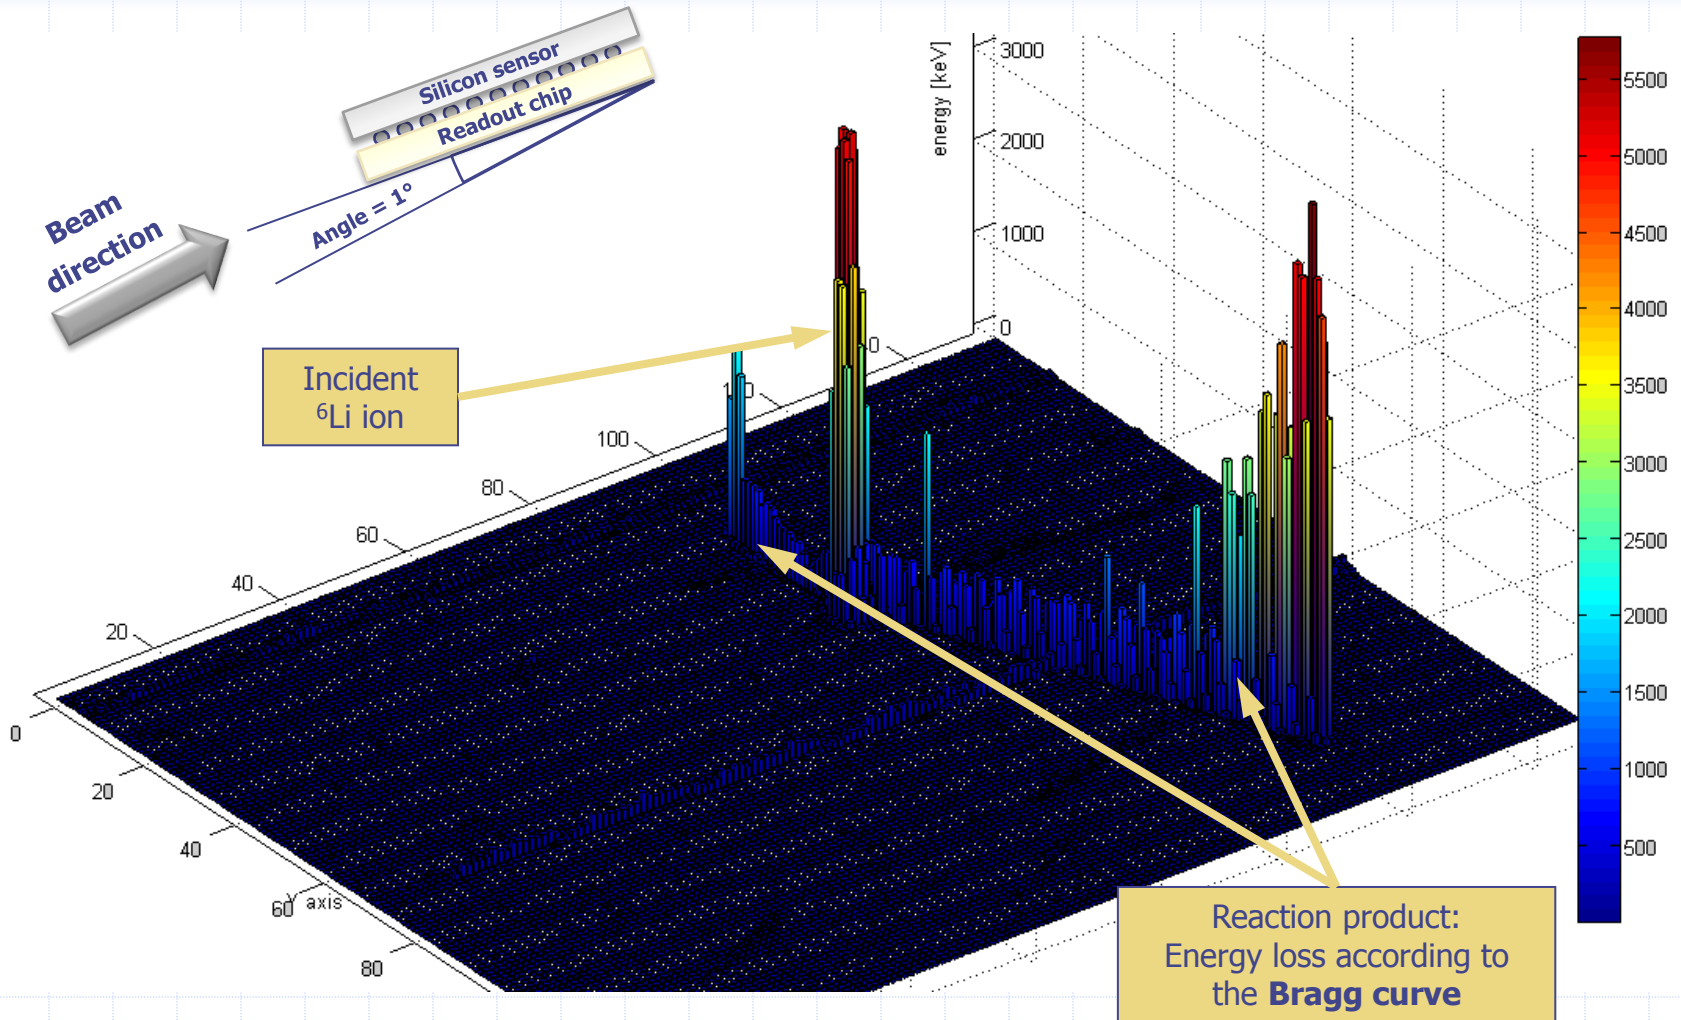 Silicon sensor
Readout chip
Angle = 1°
Beam
direction
Incident
⁶Li ion
energy [keV]
3000
2000
1000
0
0
100
80
60
40
20
0
20
40
60
Y axis
80
5500
5000
4500
4000
3500
3000
2500
2000
1500
1000
500
Reaction product:
Energy loss according to
the Bragg curve